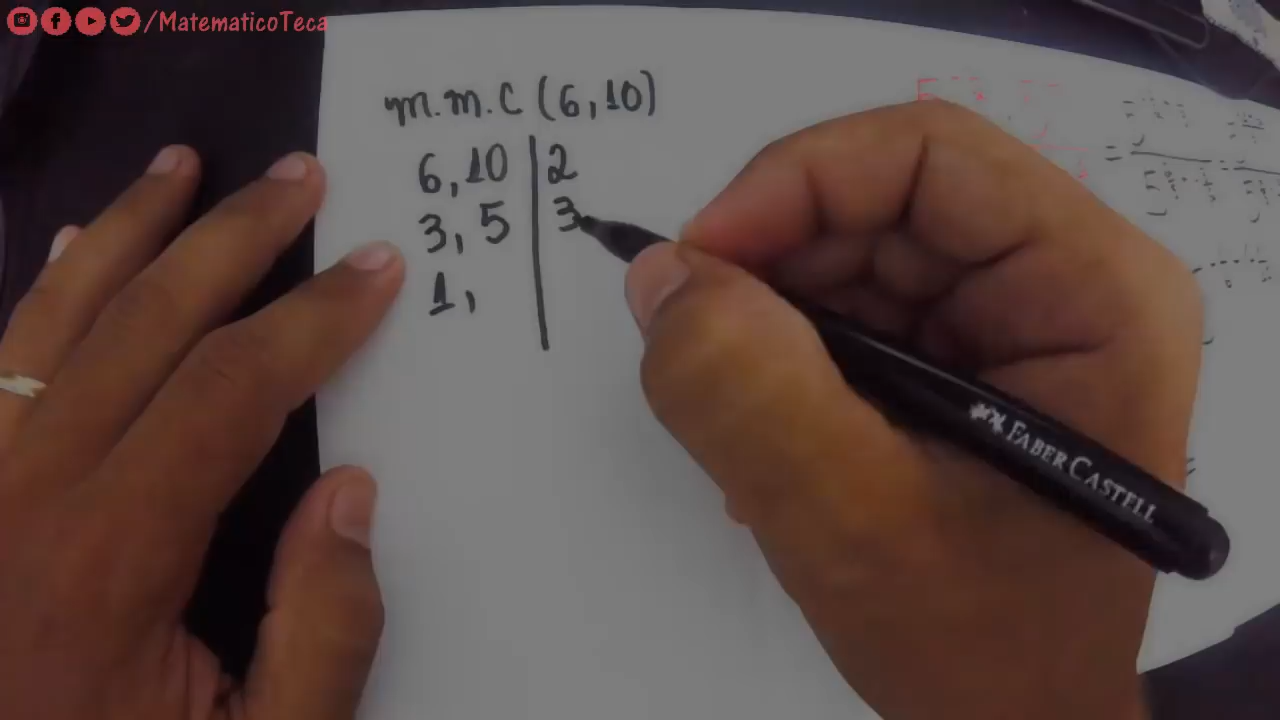 /MatematicoTeca
m.m.c (6,10)
6,10 | 2
3, 5 | 3
1, |
=
FABER CASTELL